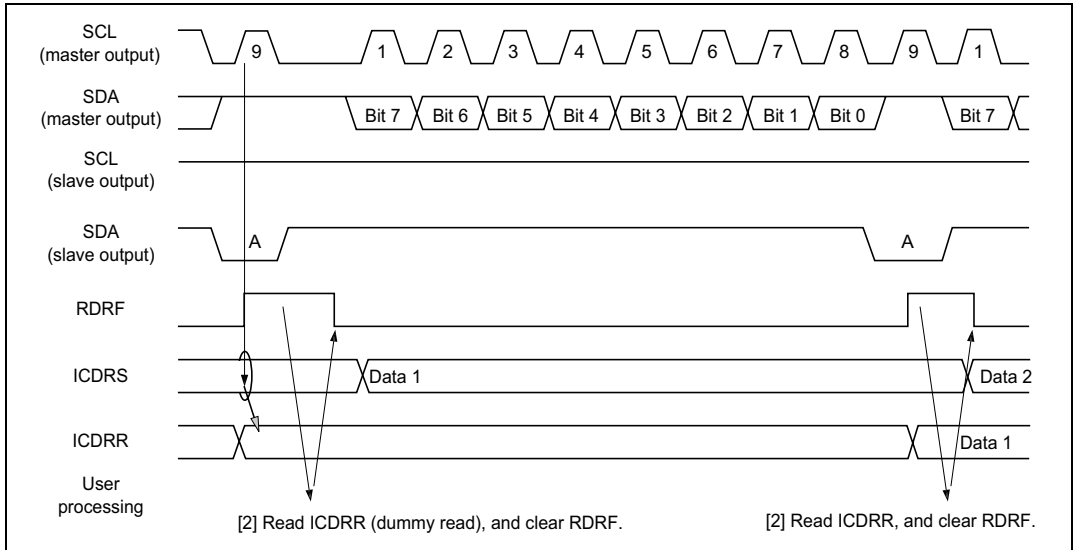 SCL
(master output)
9 1 2 3 4 5 6 7 8 9 1
SDA
(master output)
Bit 7 Bit 6 Bit 5 Bit 4 Bit 3 Bit 2 Bit 1 Bit 0 Bit 7
SCL
(slave output)
SDA
(slave output)
A A
RDRF
ICDRS
Data 1 Data 2
ICDRR
Data 1
User
processing
[2] Read ICDRR (dummy read), and clear RDRF. [2] Read ICDRR, and clear RDRF.